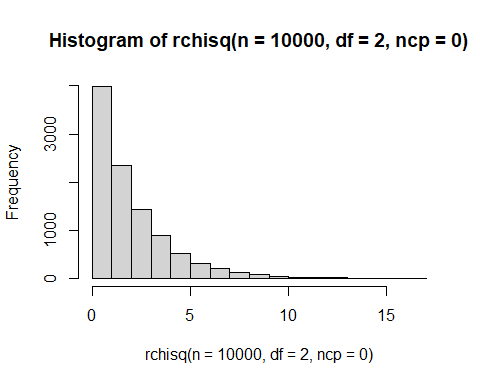 Histogram of rchisq(n = 10000, df = 2, ncp = 0)
Frequency
3000
1000
0
0 5 10 15
rchisq(n = 10000, df = 2, ncp = 0)